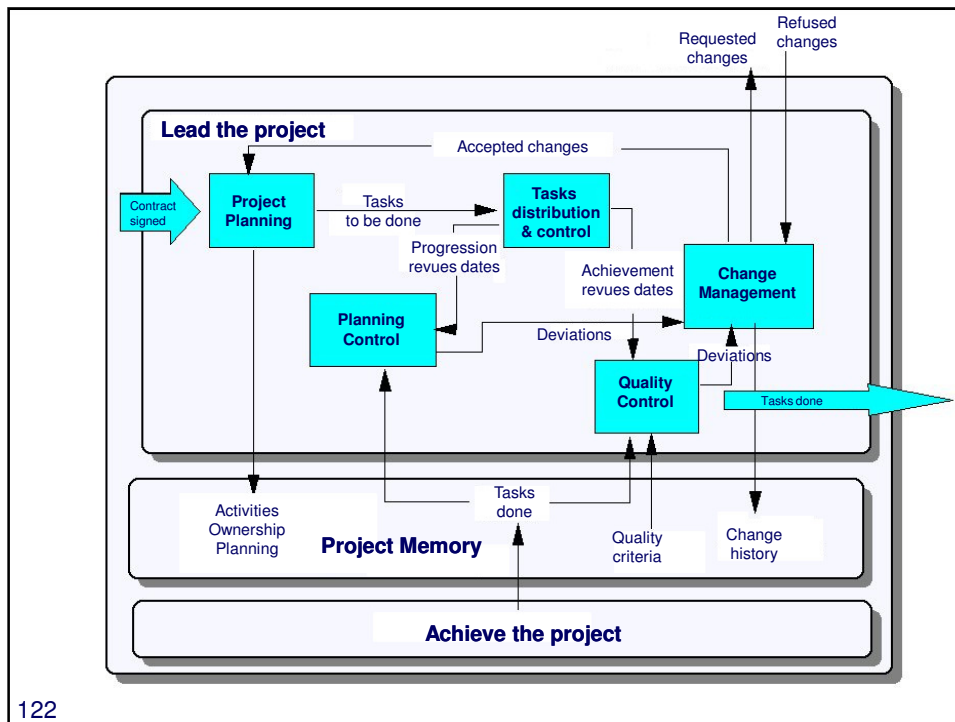 Refused
changes
Requested
changes
Lead the project
Accepted changes
Contract
signed
Project
Planning
Tasks
to be done
Tasks
distribution
& control
Progression
revues dates
Achievement
revues dates
Change
Management
Planning
Control
Deviations
Deviations
Quality
Control
Tasks done
Tasks
done
Activities
Ownership
Planning
Project Memory
Quality
criteria
Change
history
Achieve the project
122